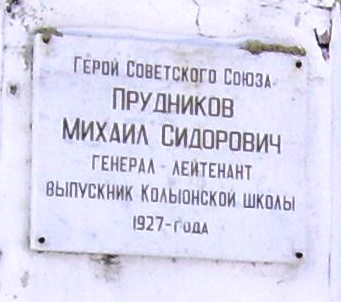 Герой Советского Союза
ПРУДНИКОВ
МИХАИЛ СИДОРОВИЧ
ГЕНЕРАЛ - ЛЕЙТЕНАНТ
ВЫПУСКНИК КОЛЫОНСКОЙ ШКОЛЫ
1927-ГОДА